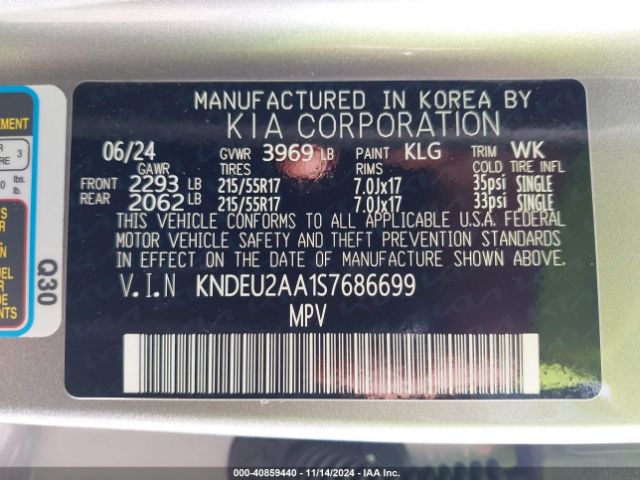 MANUFACTURED IN KOREA BY
KIA CORPORATION
06/24 GVWR 3969 LB PAINT KLG TRIM WK
GAWR TIRES RIMS COLD TIRE INFL
FRONT 2293 LB 215/55R17 7.0Jx17 35psi SINGLE
REAR 2062 LB 215/55R17 7.0Jx17 33psi SINGLE
THIS VEHICLE CONFORMS TO ALL APPLICABLE U.S.A. FEDERAL
MOTOR VEHICLE SAFETY AND THEFT PREVENTION STANDARDS
IN EFFECT ON THE DATE OF MANUFACTURE SHOWN ABOVE.
V.I.N KNDEU2AA1S7686699
MPV
Q30
000-40859440 - 11/14/2024 - IAA Inc.